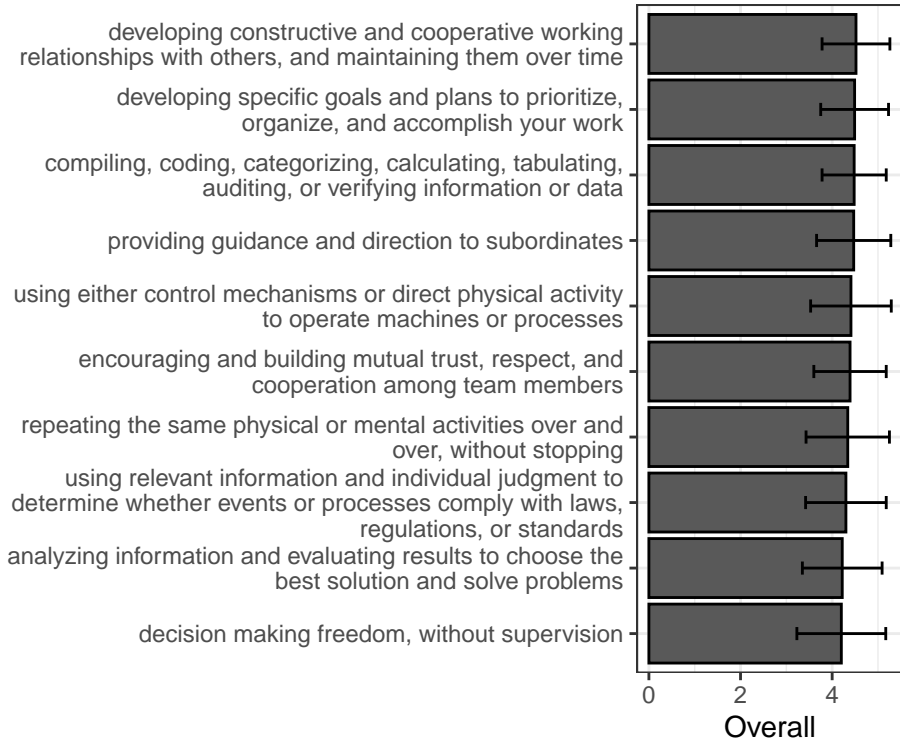 developing constructive and cooperative working
relationships with others, and maintaining them over time
developing specific goals and plans to prioritize,
organize, and accomplish your work
compiling, coding, categorizing, calculating, tabulating,
auditing, or verifying information or data
providing guidance and direction to subordinates
using either control mechanisms or direct physical activity
to operate machines or processes
encouraging and building mutual trust, respect, and
cooperation among team members
repeating the same physical or mental activities over and
over, without stopping
using relevant information and individual judgment to
determine whether events or processes comply with laws,
regulations, or standards
analyzing information and evaluating results to choose the
best solution and solve problems
decision making freedom, without supervision
0 2 4
Overall